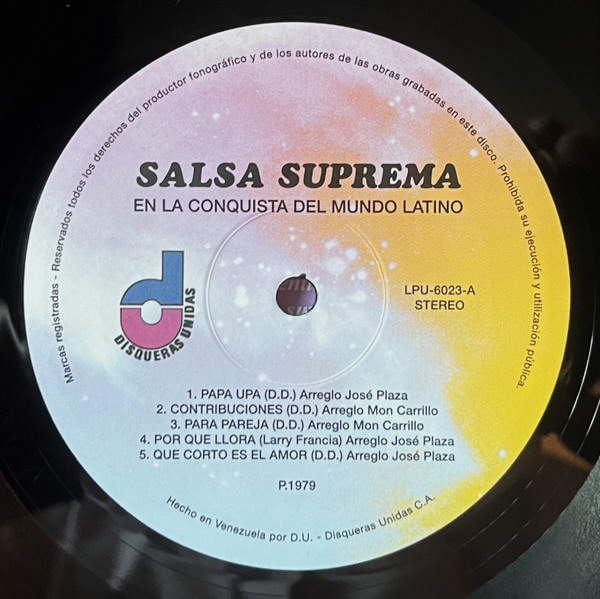 Marcas registradas - Reservados todos los derechos del productor fonográfico y de los autores de las obras grabadas en este disco. Prohibida su ejecución y utilización pública.
SALSA SUPREMA
EN LA CONQUISTA DEL MUNDO LATINO
d
DISQUERAS UNIDAS
LPU-6023-A
STEREO
1. PAPA UPA (D.D.) Arreglo José Plaza
2. CONTRIBUCIONES (D.D.) Arreglo Mon Carrillo
3. PARA PAREJA (D.D.) Arreglo Mon Carrillo
4. POR QUE LLORA (Larry Francia) Arreglo José Plaza
5. QUE CORTO ES EL AMOR (D.D.) Arreglo José Plaza
P.1979
Hecho en Venezuela por D.U. - Disqueras Unidas C.A.